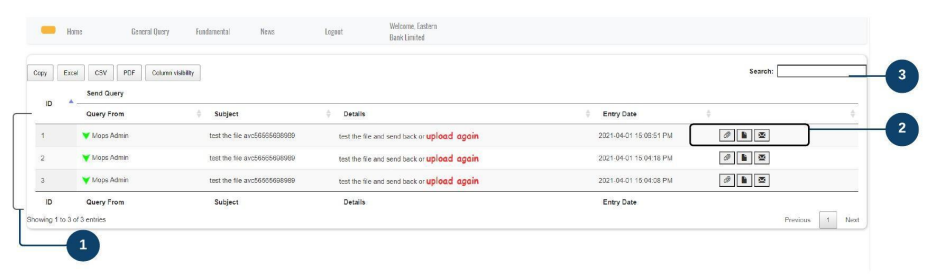 Home General Query Fundamental News Logout Welcome, Eastern
Bank Limited
Copy Excel CSV PDF Column visibility Search:
3
Send Query
ID
Query From Subject Details Entry Date
1 Mops Admin test the file avc56565698989 test the file and send back or upload again 2021-04-01 15:09:51 PM
2
2 Mops Admin test the file avc56565698989 test the file and send back or upload again 2021-04-01 15:04:18 PM
3 Mops Admin test the file avc56565698989 test the file and send back or upload again 2021-04-01 15:04:08 PM
ID Query From Subject Details Entry Date
Showing 1 to 3 of 3 entries Previous 1 Next
1